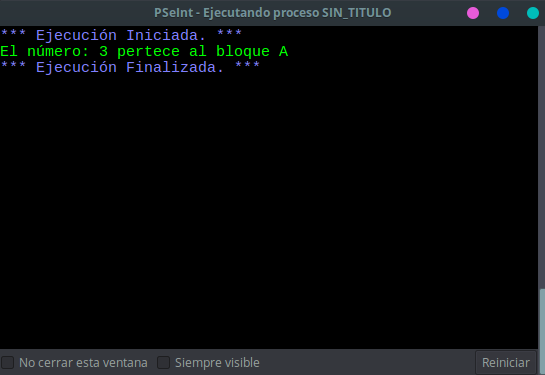 PSeInt - Ejecutando proceso SIN_TITULO
*** Ejecución Iniciada. ***
El número: 3 pertece al bloque A
*** Ejecución Finalizada. ***
No cerrar esta ventana Siempre visible Reiniciar